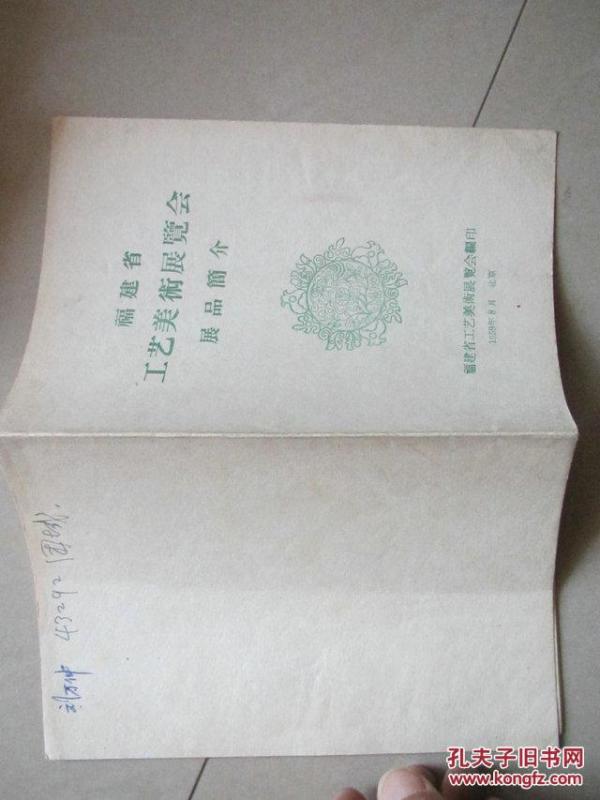 福建省
工艺美術展覽会
展品簡介
福建省工艺美術展覽会編印
1959年8月 北京
43292
孔夫子旧书网
www.kongfz.com